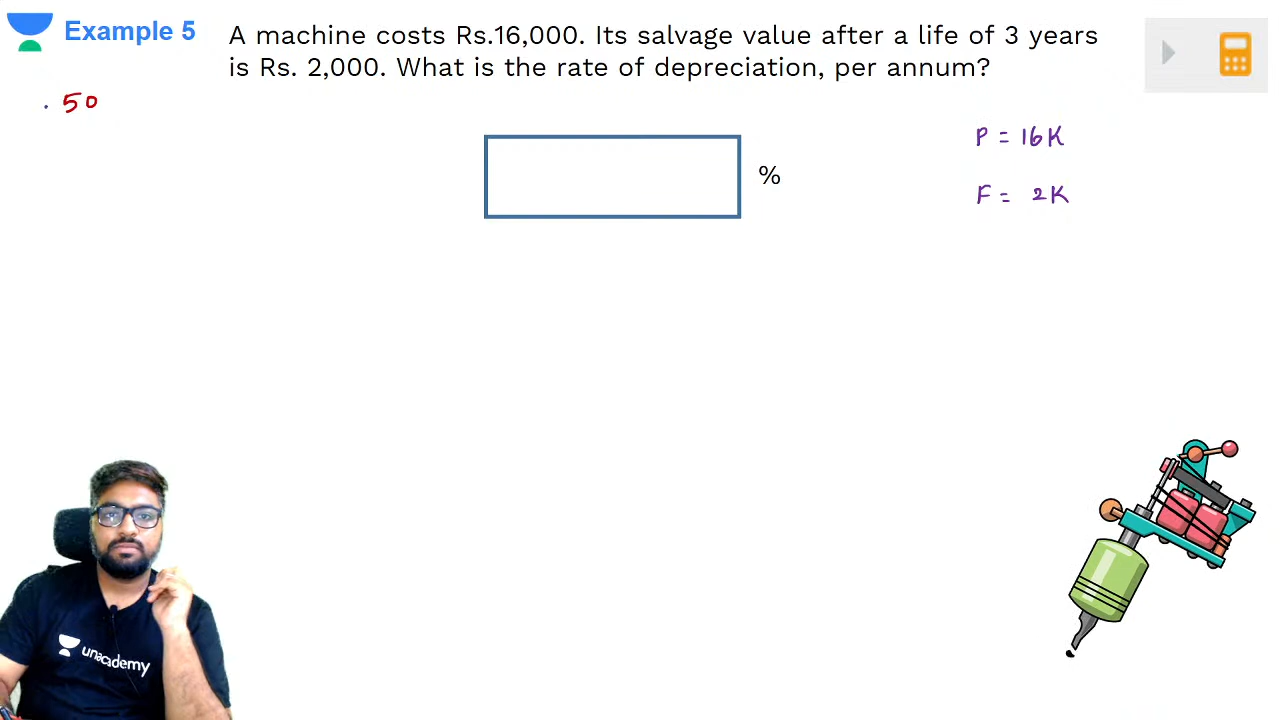 Example 5
A machine costs Rs.16,000. Its salvage value after a life of 3 years
is Rs. 2,000. What is the rate of depreciation, per annum?
. 50
P = 16K
%
F = 2K
unacademy